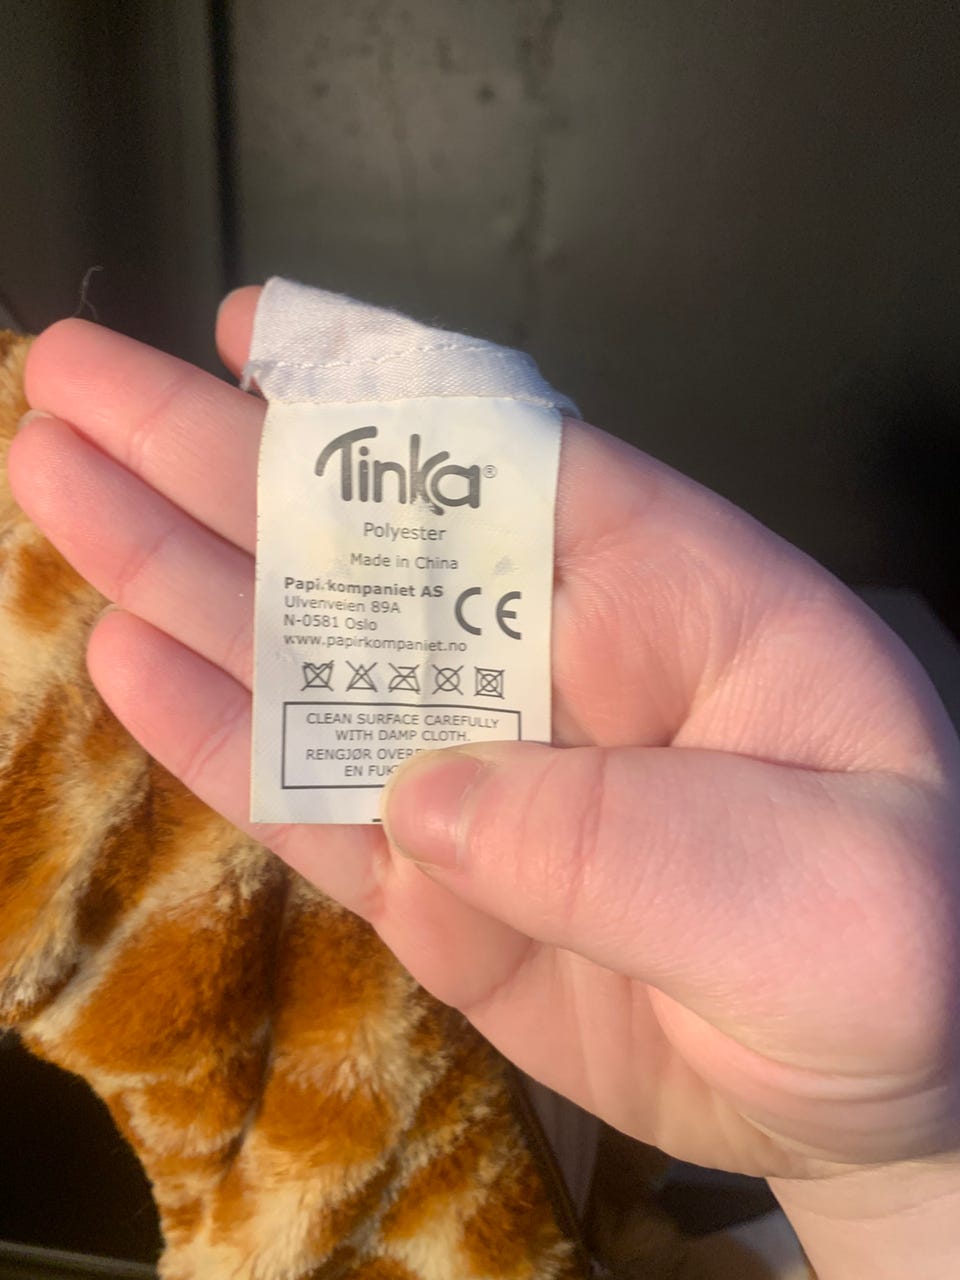 Tinka®
Polyester
Made in China
Papirkompaniet AS
Ulvenveien 89A
N-0581 Oslo
www.papirkompaniet.no
CE
CLEAN SURFACE CAREFULLY
WITH DAMP CLOTH.
RENGJØR
EN